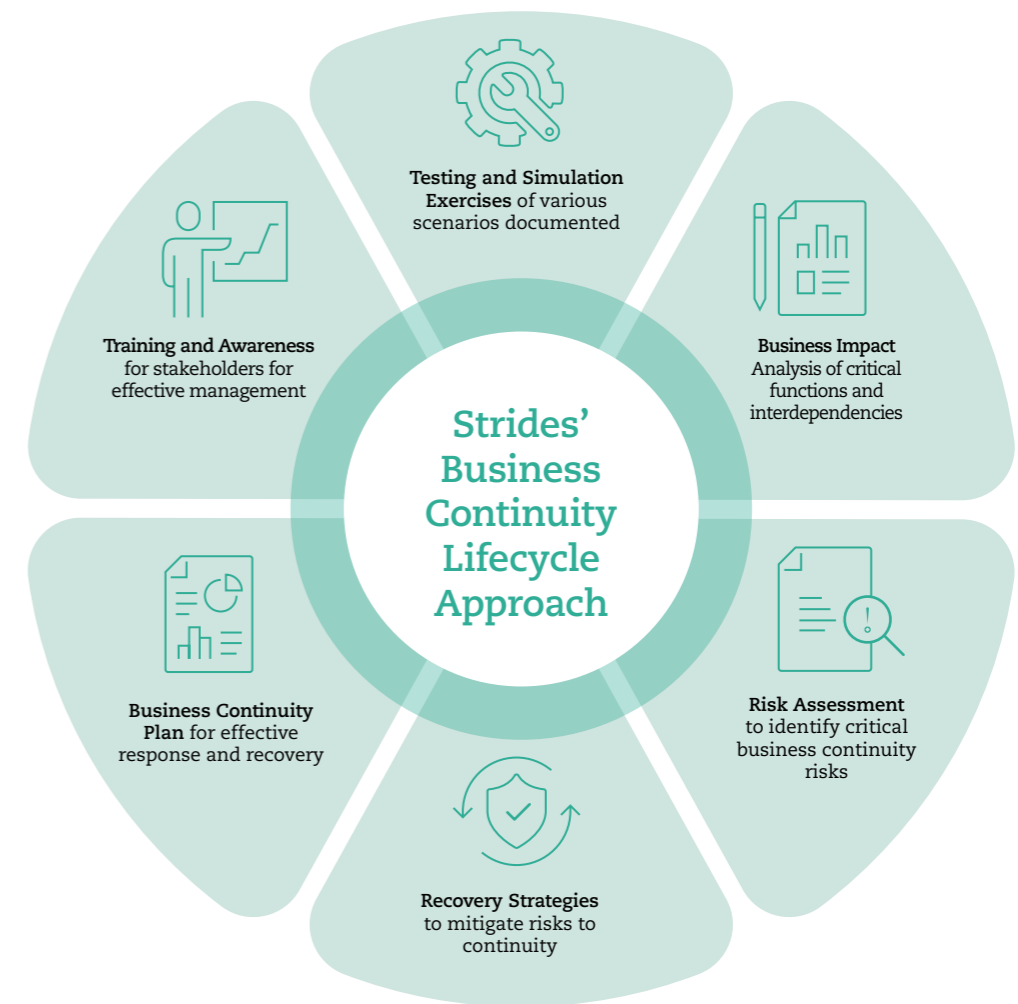 Testing and Simulation
Exercises of various
scenarios documented
Business Impact
Analysis of critical
functions and
interdependencies
Risk Assessment
to identify critical
business continuity
risks
Recovery Strategies
to mitigate risks to
continuity
Business Continuity
Plan for effective
response and recovery
Training and Awareness
for stakeholders for
effective management
Strides’
Business
Continuity
Lifecycle
Approach